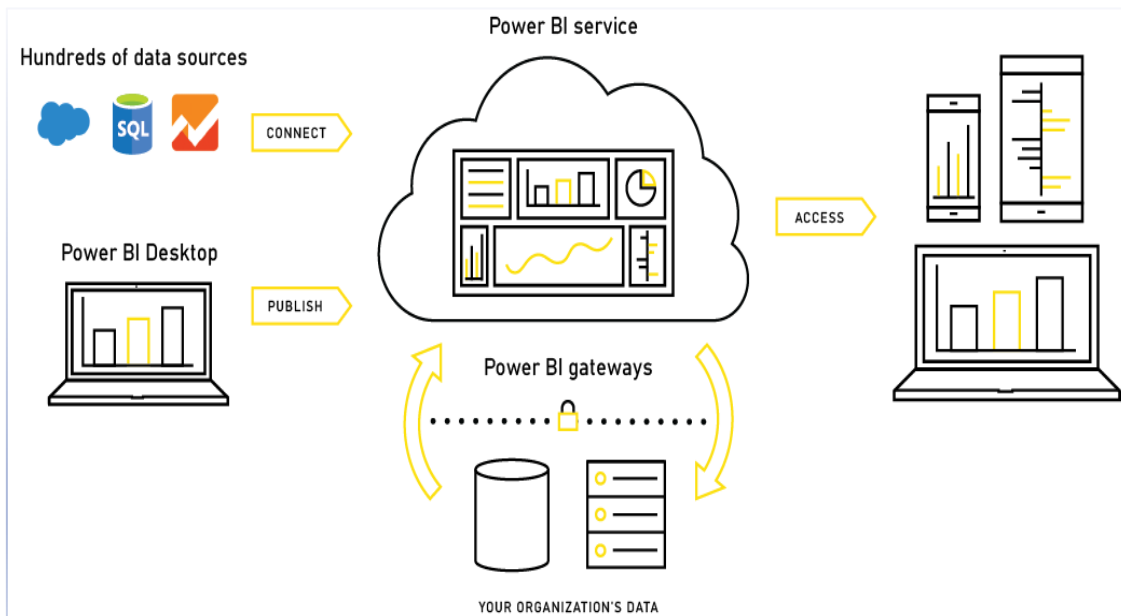 Power BI service
Hundreds of data sources
SQL
CONNECT
ACCESS
Power BI Desktop
PUBLISH
Power BI gateways
YOUR ORGANIZATION'S DATA